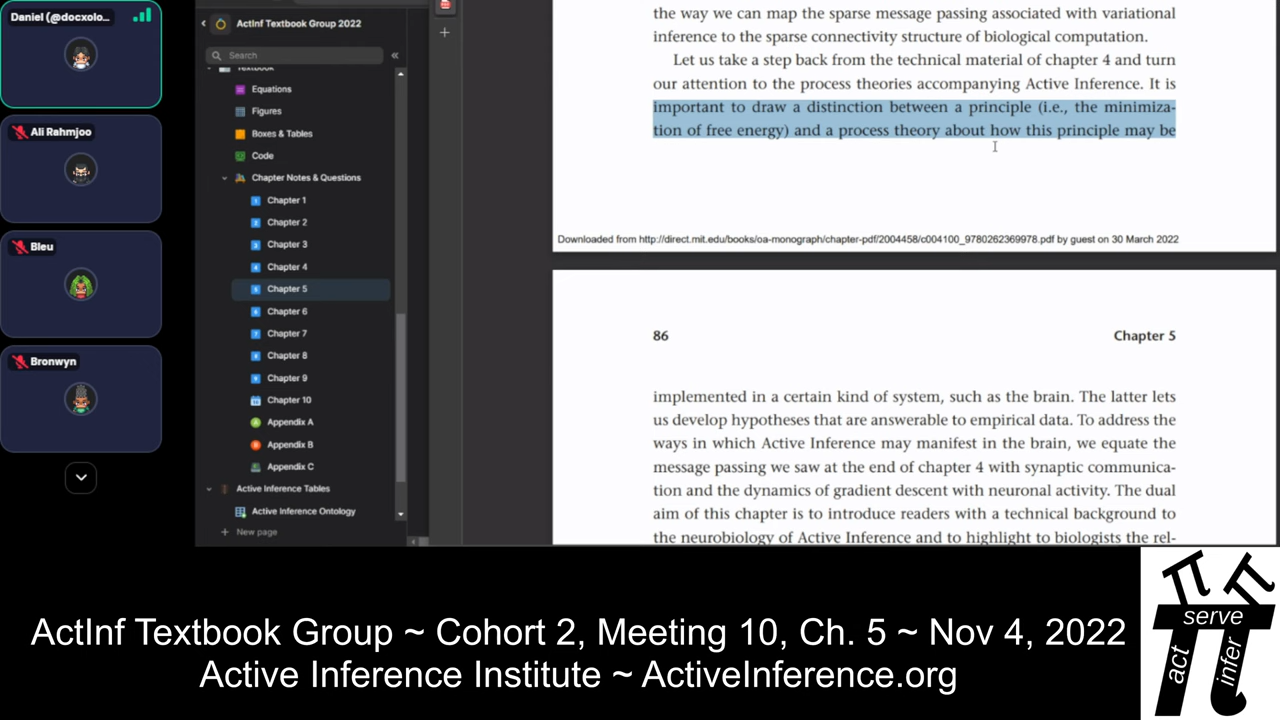 Daniel (@docxolo...
Ali Rahmjoo
Bleu
Bronwyn
ActInf Textbook Group 2022
Search
Textbook
Equations
Figures
Boxes & Tables
Code
Chapter Notes & Questions
Chapter 1
Chapter 2
Chapter 3
Chapter 4
Chapter 5
Chapter 6
Chapter 7
Chapter 8
Chapter 9
Chapter 10
Appendix A
Appendix B
Appendix C
Active Inference Tables
Active Inference Ontology
New page
the way we can map the sparse message passing associated with variational
inference to the sparse connectivity structure of biological computation.
Let us take a step back from the technical material of chapter 4 and turn
our attention to the process theories accompanying Active Inference. It is
important to draw a distinction between a principle (i.e., the minimiza-
tion of free energy) and a process theory about how this principle may be
Downloaded from http://direct.mit.edu/books/oa-monograph/chapter-pdf/2004458/c004100_9780262369978.pdf by guest on 30 March 2022
86 Chapter 5
implemented in a certain kind of system, such as the brain. The latter lets
us develop hypotheses that are answerable to empirical data. To address the
ways in which Active Inference may manifest in the brain, we equate the
message passing we saw at the end of chapter 4 with synaptic communica-
tion and the dynamics of gradient descent with neuronal activity. The dual
aim of this chapter is to introduce readers with a technical background to
the neurobiology of Active Inference and to highlight to biologists the rel-
ActInf Textbook Group ~ Cohort 2, Meeting 10, Ch. 5 ~ Nov 4, 2022
Active Inference Institute ~ ActiveInference.org
serve
act
infer